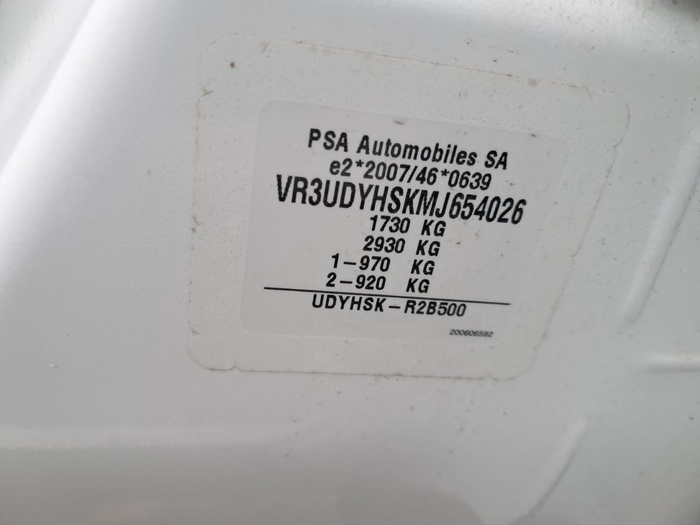 PSA Automobiles SA
e2*2007/46*0639
VR3UDYHSKMJ654026
1730 KG
2930 KG
1-970 KG
2-920 KG
UDYHSK-R2B500
200606592